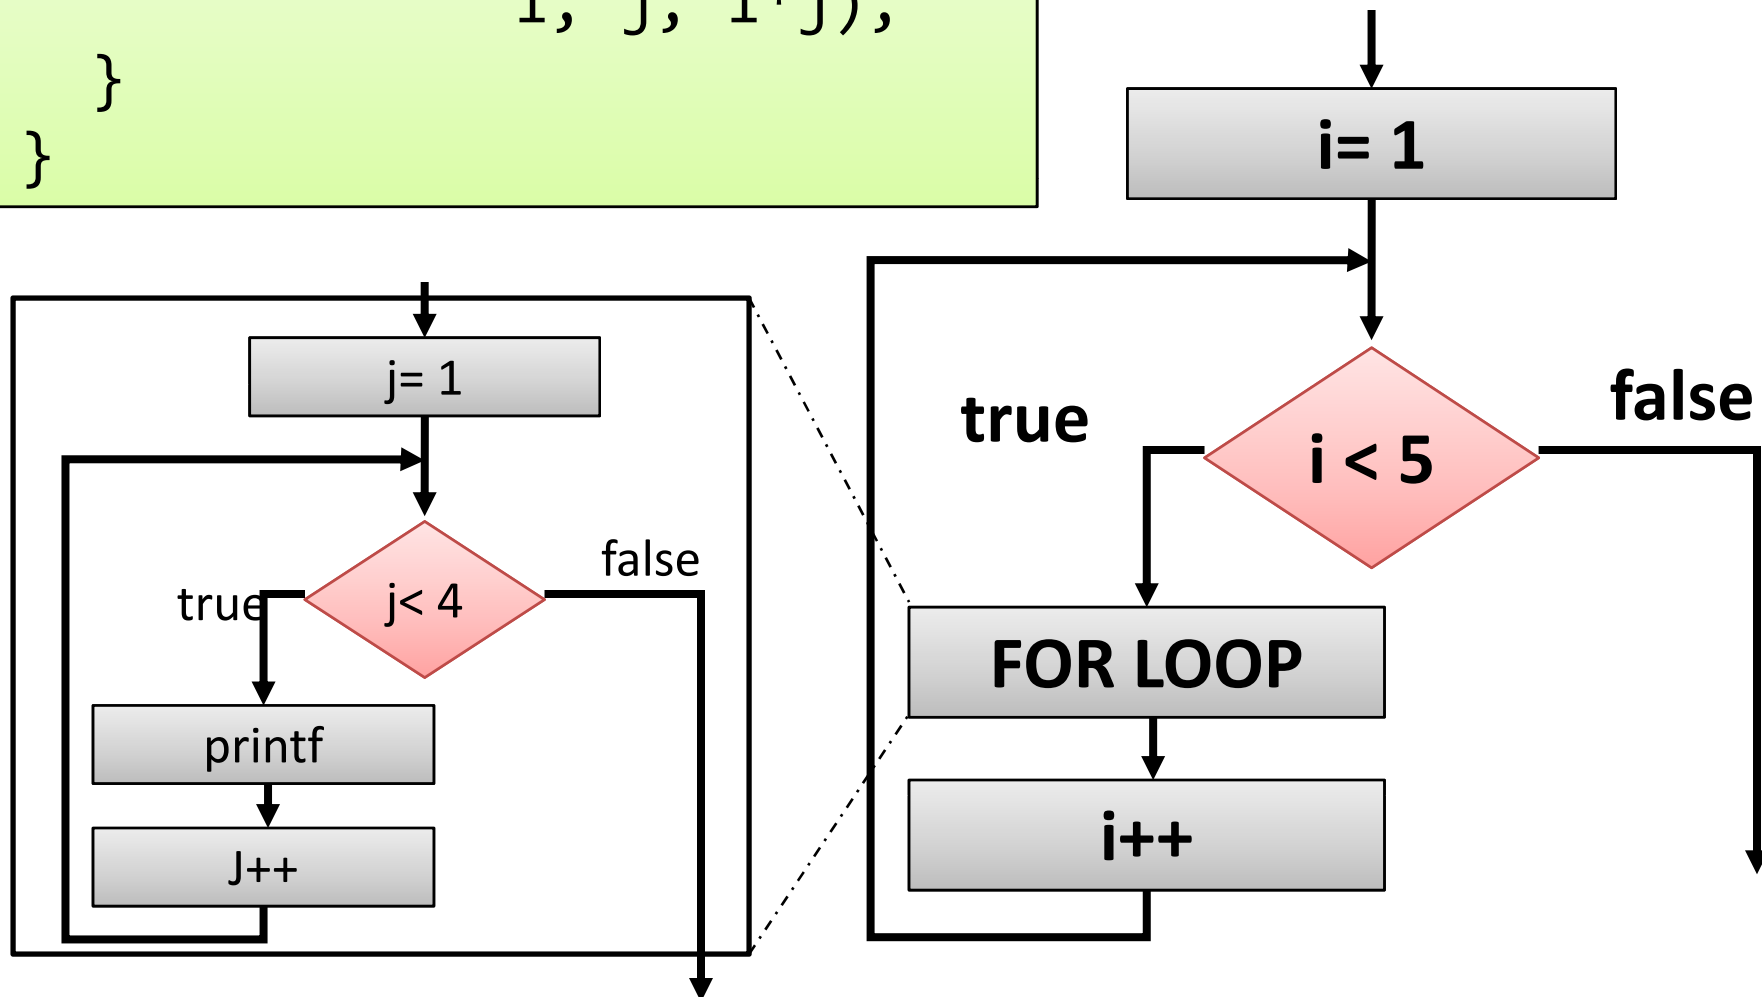 }
}
i= 1
j= 1
true
i < 5
false
j< 4
true
false
FOR LOOP
printf
i++
J++